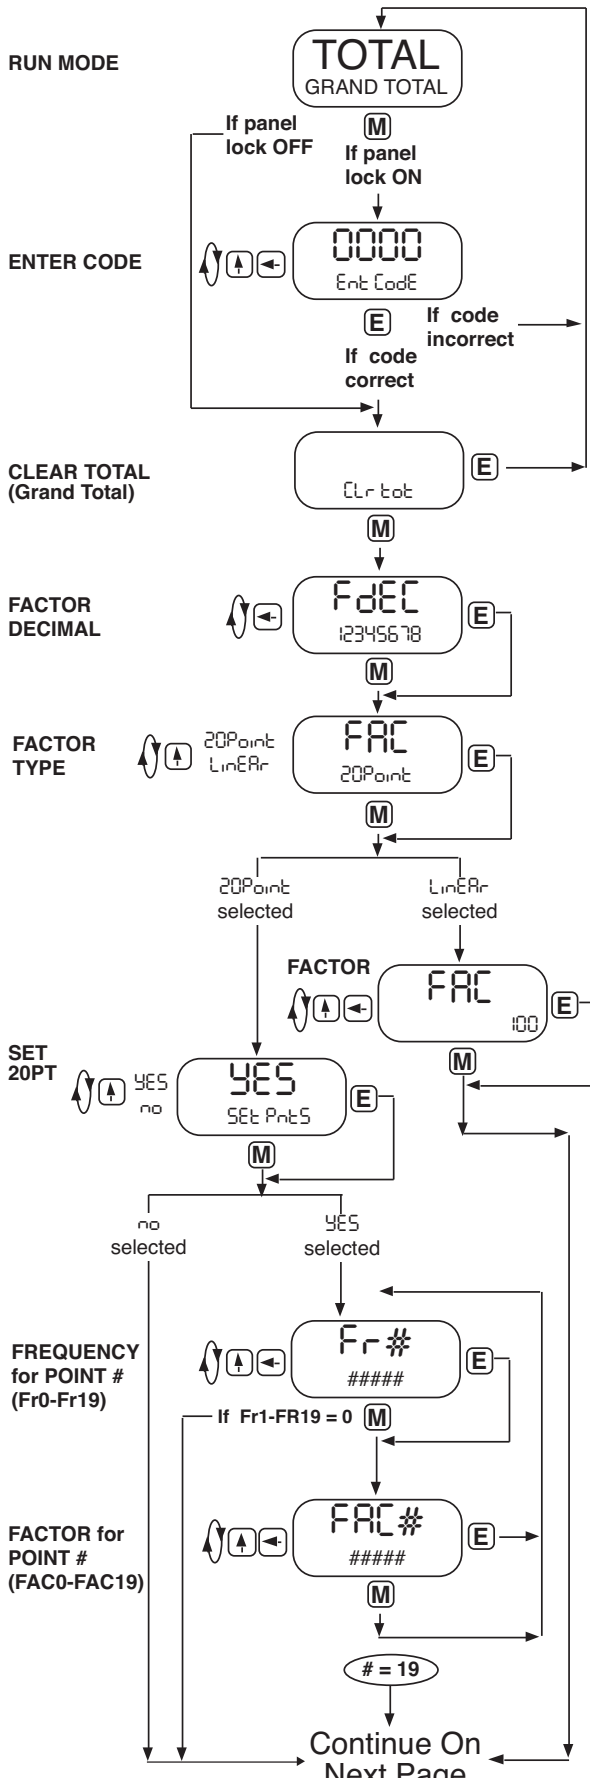 RUN MODE
TOTAL
GRAND TOTAL
M
If panel
lock OFF
If panel
lock ON
ENTER CODE
0000
Ent CodE
E
If code
incorrect
If code
correct
CLEAR TOTAL
(Grand Total)
CLr tot
E
M
FACTOR
DECIMAL
FdEC
12345678
E
M
FACTOR
TYPE
20Point
LinEAr
FAC
20Point
E
M
20Point
selected
LinEAr
selected
FACTOR
FAC
100
E
M
SET
20PT
YES
no
YES
SEt PntS
E
M
no
selected
YES
selected
FREQUENCY
for POINT #
(Fr0-Fr19)
Fr#
#####
E
If Fr1-FR19 = 0
M
FACTOR for
POINT #
(FAC0-FAC19)
FAC#
#####
E
M
# = 19
Continue On
Next Page